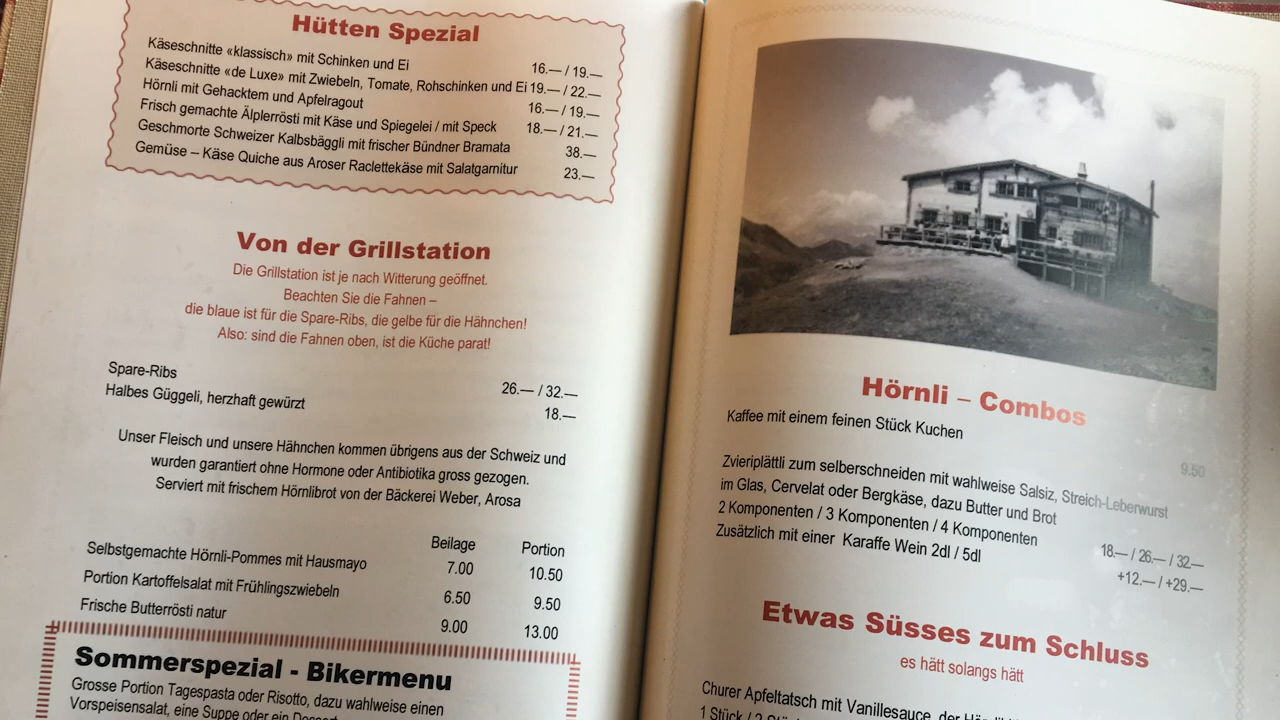 Hütten Spezial
Käseschnitte «klassisch» mit Schinken und Ei 16.— / 19.—
Käseschnitte «de Luxe» mit Zwiebeln, Tomate, Rohschinken und Ei 19.— / 22.—
Hörnli mit Gehacktem und Apfelragout 16.— / 19.—
Frisch gemachte Älplerrösti mit Käse und Spiegelei / mit Speck 18.— / 21.—
Geschmorte Schweizer Kalbsbäggli mit frischer Bündner Bramata 38.—
Gemüse – Käse Quiche aus Aroser Raclettekäse mit Salatgarnitur 23.—
Von der Grillstation
Die Grillstation ist je nach Witterung geöffnet.
Beachten Sie die Fahnen –
die blaue ist für die Spare-Ribs, die gelbe für die Hähnchen!
Also: sind die Fahnen oben, ist die Küche parat!
Spare-Ribs 26.— / 32.—
Halbes Güggeli, herzhaft gewürzt 18.—
Unser Fleisch und unsere Hähnchen kommen übrigens aus der Schweiz und
wurden garantiert ohne Hormone oder Antibiotika gross gezogen.
Serviert mit frischem Hörnlibrot von der Bäckerei Weber, Arosa
Beilage Portion
Selbstgemachte Hörnli-Pommes mit Hausmayo 7.00 10.50
Portion Kartoffelsalat mit Frühlingszwiebeln 6.50 9.50
Frische Butterrösti natur 9.00 13.00
Sommerspezial - Bikermenu
Grosse Portion Tagespasta oder Risotto, dazu wahlweise einen
Vorspeisensalat, eine Suppe oder ein Dessert
Hörnli – Combos
Kaffee mit einem feinen Stück Kuchen 9.50
Zvieriplättli zum selberschneiden mit wahlweise Salsiz, Streich-Leberwurst
im Glas, Cervelat oder Bergkäse, dazu Butter und Brot
2 Komponenten / 3 Komponenten / 4 Komponenten 18.— / 26.— / 32.—
Zusätzlich mit einer Karaffe Wein 2dl / 5dl +12.— / +29.—
Etwas Süsses zum Schluss
es hätt solangs hätt
Churer Apfeltatsch mit Vanillesauce, der
1 Stück / 2